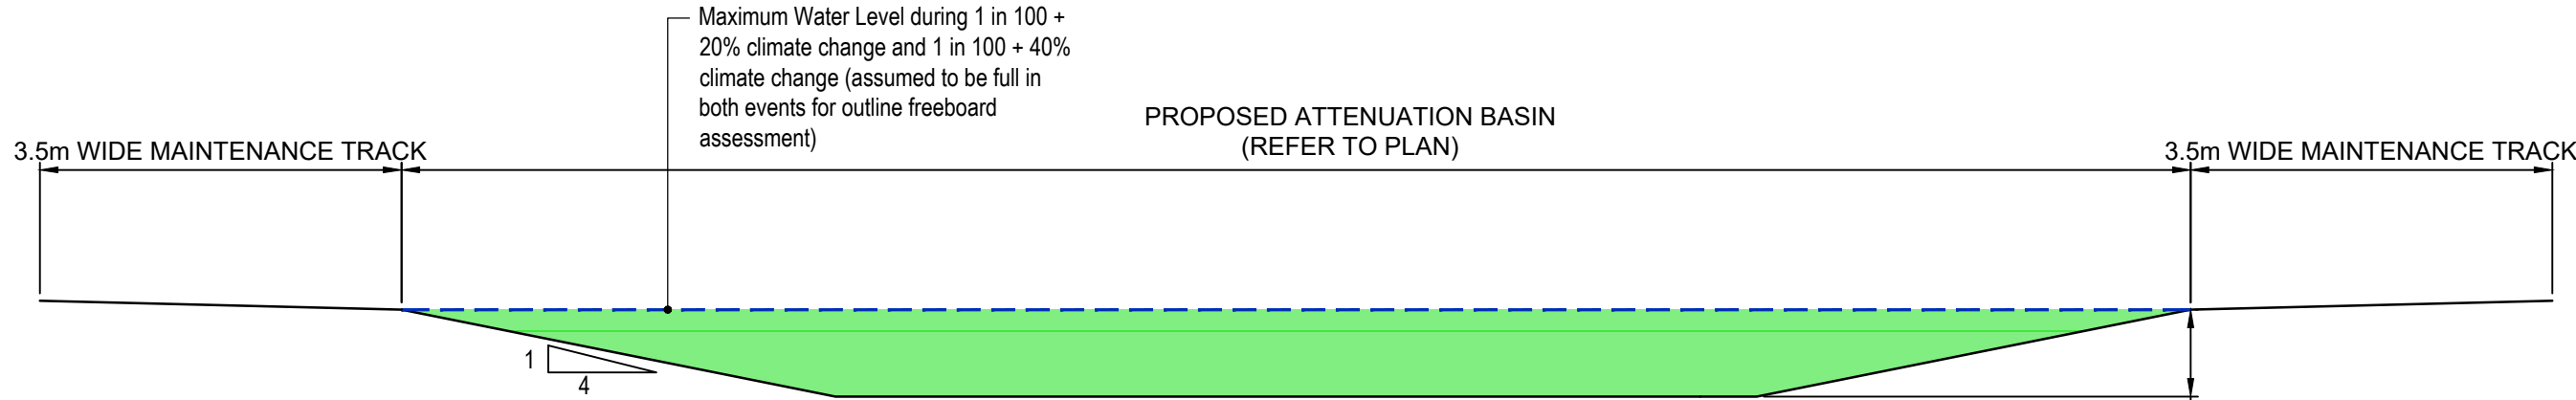 Maximum Water Level during 1 in 100 +
20% climate change and 1 in 100 + 40%
climate change (assumed to be full in
both events for outline freeboard
assessment)
PROPOSED ATTENUATION BASIN
(REFER TO PLAN)
3.5m WIDE MAINTENANCE TRACK
3.5m WIDE MAINTENANCE TRACK
1
4